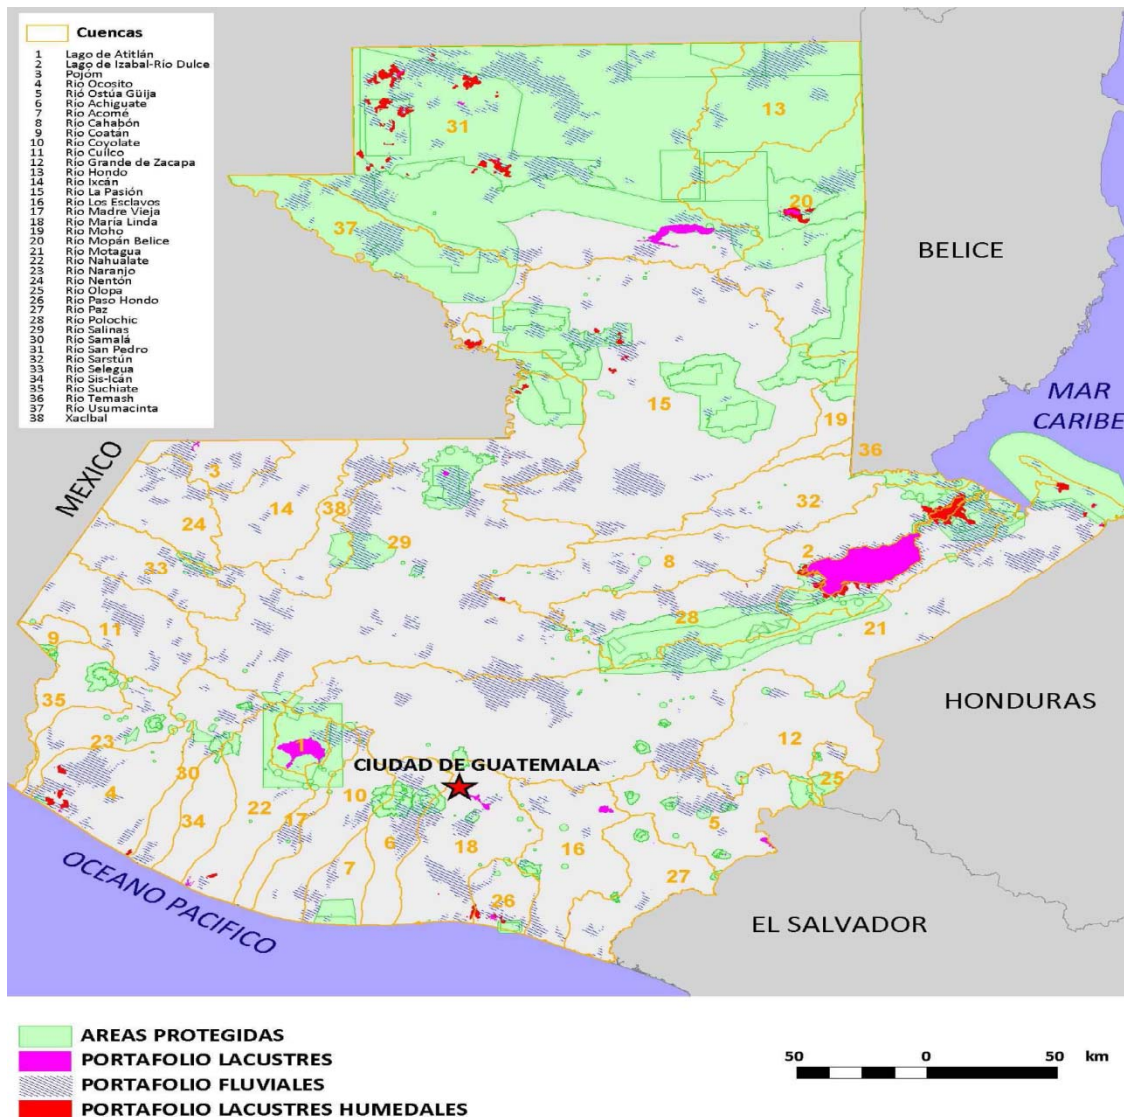 Cuencas
1 Lago de Atitlán
2 Lago de Izabal-Río Dulce
3 Pojóm
4 Río Ocosito
5 Rió Ostúa Güija
6 Río Achiguate
7 Río Acomé
8 Río Cahabón
9 Río Coatán
10 Río Coyolate
11 Río Cuilco
12 Río Grande de Zacapa
13 Río Hondo
14 Río Ixcán
15 Río La Pasión
16 Río Los Esclavos
17 Río Madre Vieja
18 Río María Linda
19 Río Moho
20 Río Mopán Belice
21 Río Motagua
22 Río Nahualate
23 Río Naranjo
24 Río Nentón
25 Río Olopa
26 Río Paso Hondo
27 Río Paz
28 Río Polochic
29 Río Salinas
30 Río Samalá
31 Río San Pedro
32 Río Sarstún
33 Río Selegua
34 Río Sis-Icán
35 Río Suchiate
36 Río Temash
37 Río Usumacinta
38 Xaclbal
13
31
20
37
BELICE
MAR
CARIBE
15
19
36
MEXICO
3
24
14
38
32
29
33
8
2
28
21
11
9
35
HONDURAS
23
1
12
CIUDAD DE GUATEMALA
30
4
22
10
25
34
17
5
6
18
16
7
27
26
OCEANO PACIFICO
EL SALVADOR
AREAS PROTEGIDAS
PORTAFOLIO LACUSTRES
PORTAFOLIO FLUVIALES
PORTAFOLIO LACUSTRES HUMEDALES
50 0 50 km